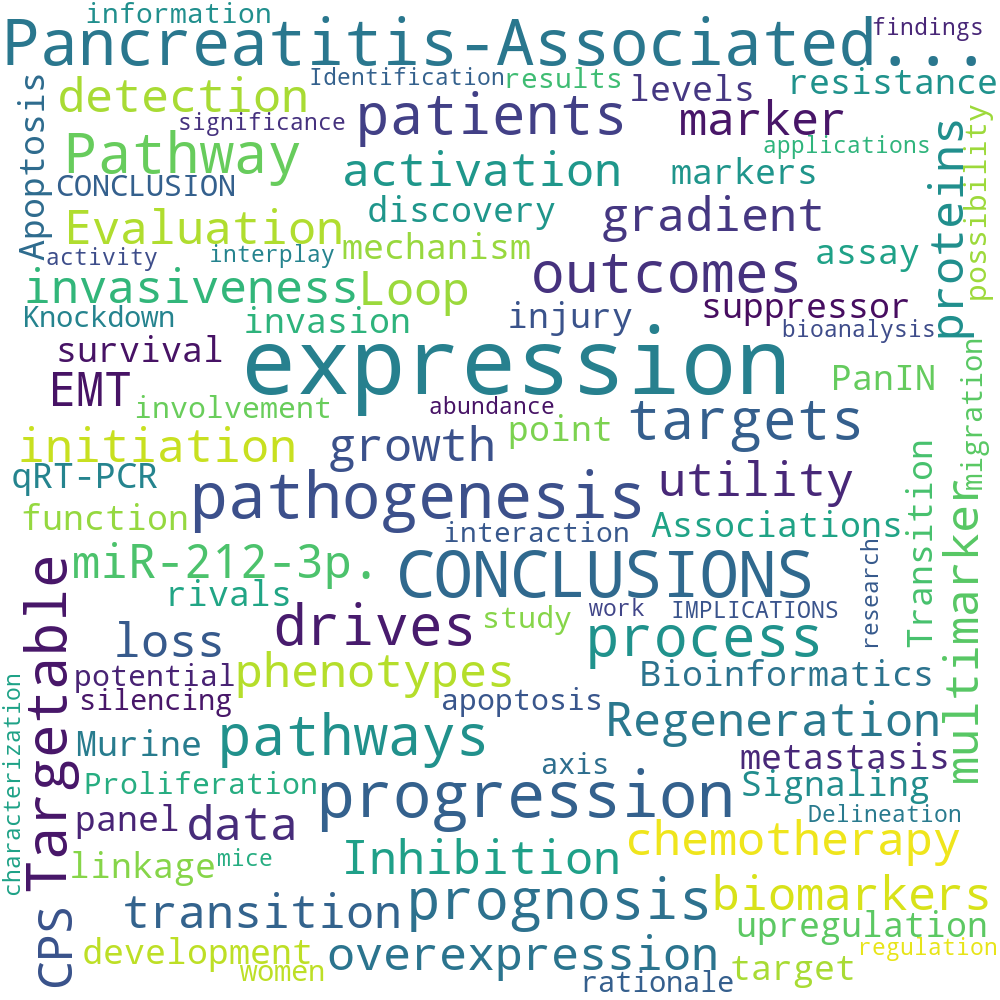 information
Pancreatitis-Associated...
findings
Identification
results
levels
resistance
detection
significance
patients
marker
applications
Apoptosis
Pathway
CONCLUSION
activation
markers
proteins
possibility
Evaluation
discovery
gradient
activity
interplay
mechanism
assay
invasiveness
Loop
outcomes
suppressor
Knockdown
invasion
injury
bioanalysis
survival
expression
EMT
involvement
abundance
PanIN
migration
initiation
growth
point
targets
qRT-PCR
pathogenesis
utility
function
interaction
Associations
Transition
multimarker
miR-212-3p.
CONCLUSIONS
research
rivals
drives
study
work
IMPLICATIONS
Targetable
loss
process
potential
phenotypes
Bioinformatics
silencing
apoptosis
Regeneration
characterization
Murine
pathways
axis
metastasis
Proliferation
progression
Signaling
panel
data
Delineation
linkage
mice
Inhibition
chemotherapy
CPS
transition
prognosis
biomarkers
upregulation
development
overexpression
regulation
women
rationale
target